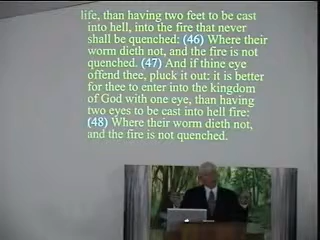 life, than having two feet to be cast
into hell, into the fire that never
shall be quenched: (46) Where their
worm dieth not, and the fire is not
quenched. (47) And if thine eye
offend thee, pluck it out: it is better
for thee to enter into the kingdom
of God with one eye, than having
two eyes to be cast into hell fire:
(48) Where their worm dieth not,
and the fire is not quenched.